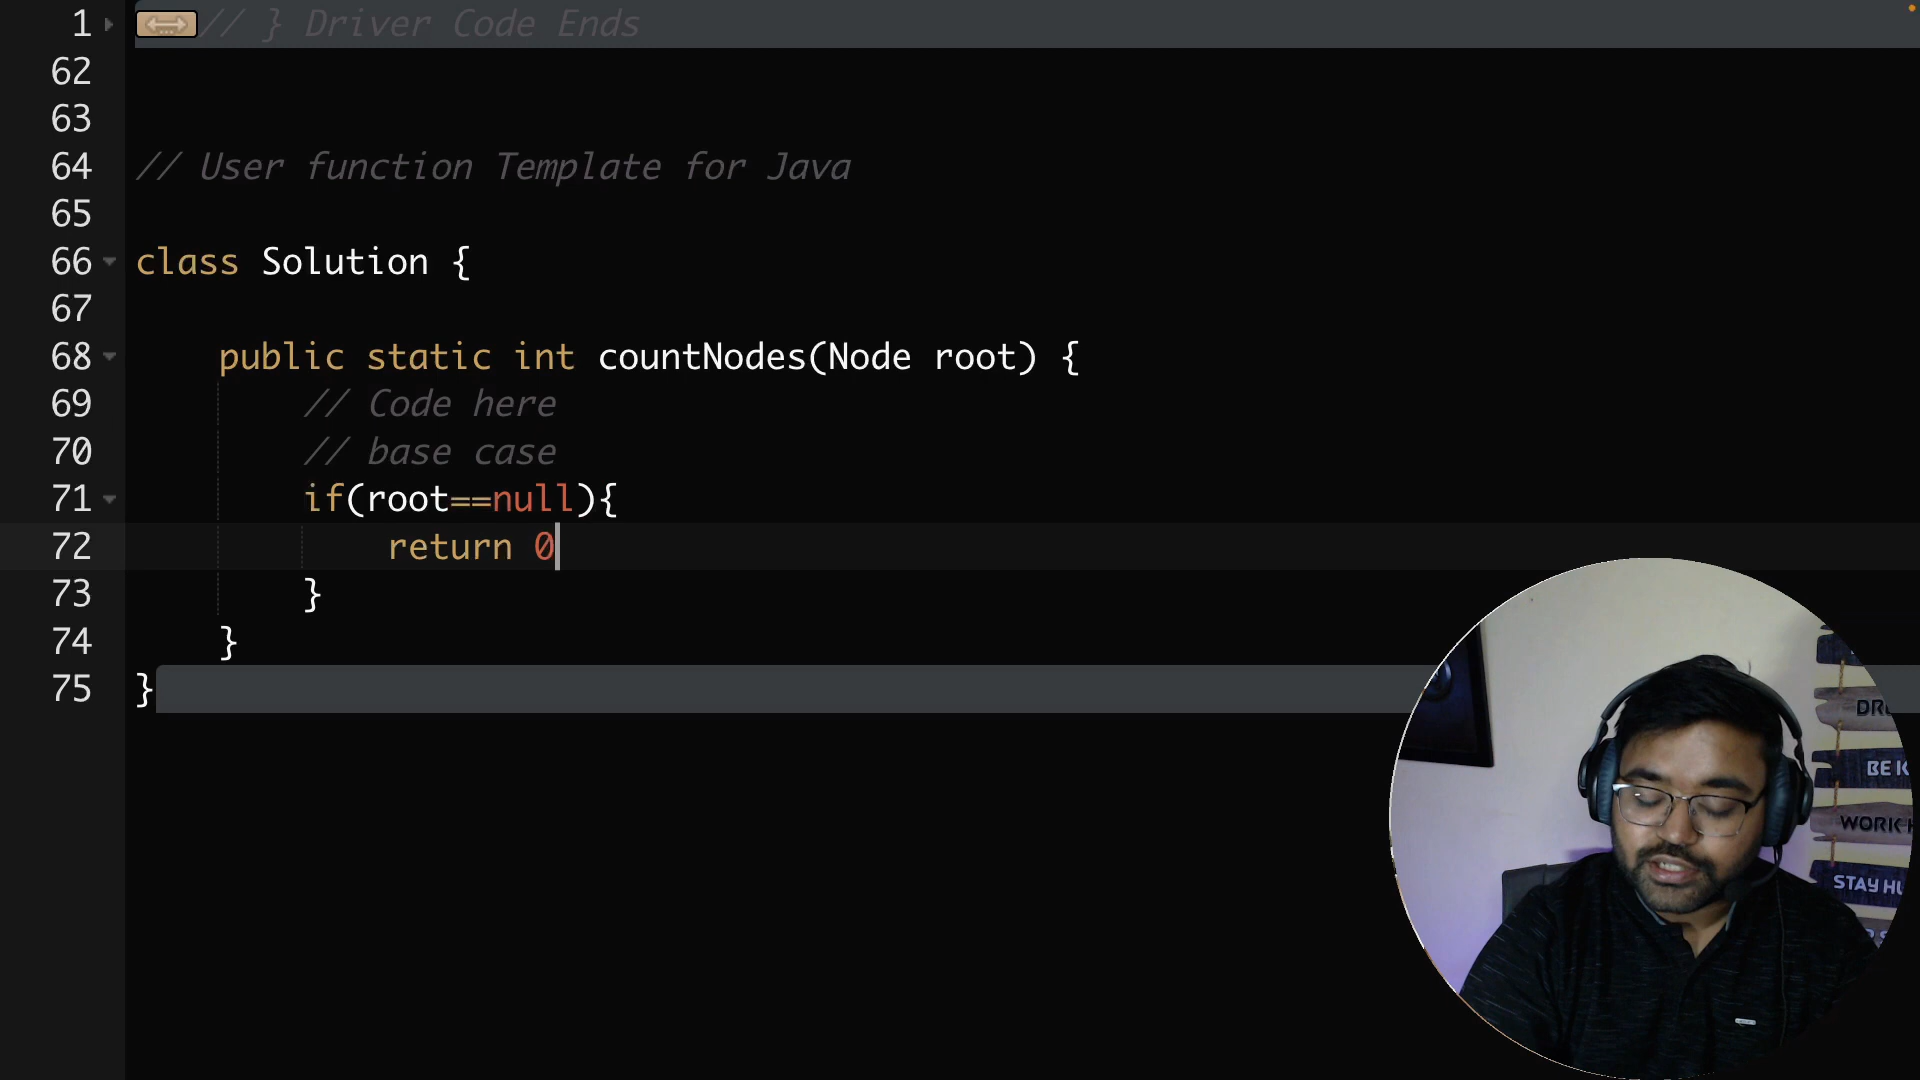 1 // } Driver Code Ends
62
63
64 // User function Template for Java
65
66 class Solution {
67
68 public static int countNodes(Node root) {
69 // Code here
70 // base case
71 if(root==null){
72 return 0
73 }
74 }
75 }
BE
WORK
STAY